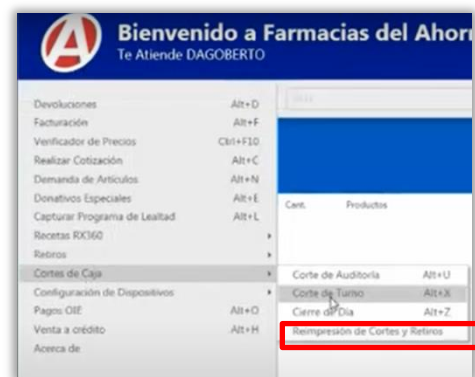 A
Bienvenido a Farmacias del Ahorr
Te Atiende DAGOBERTO
Devoluciones Alt+D
Facturación Alt+F
Verificador de Precios Ctrl+F10
Realizar Cotización Alt+C
Demanda de Artículos Alt+N
Donativos Especiales Alt+E
Capturar Programa de Lealtad Alt+L
Recetas RX360
Retiros
Cortes de Caja
Configuración de Dispositivos
Pagos OIE Alt+O
Venta a crédito Alt+H
Acerca de
Cant. Productos
Corte de Auditoría Alt+U
Corte de Turno Alt+X
Cierre de Día Alt+Z
Reimpresión de Cortes y Retiros